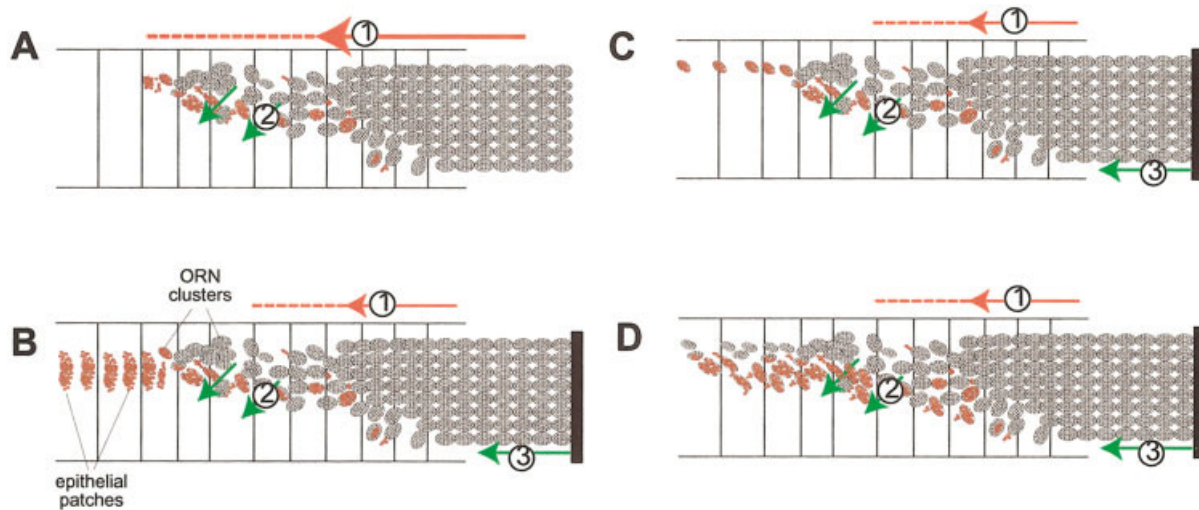 A
①
②
C
①
②
③
ORN
clusters
B
①
②
③
epithelial
patches
D
①
②
③